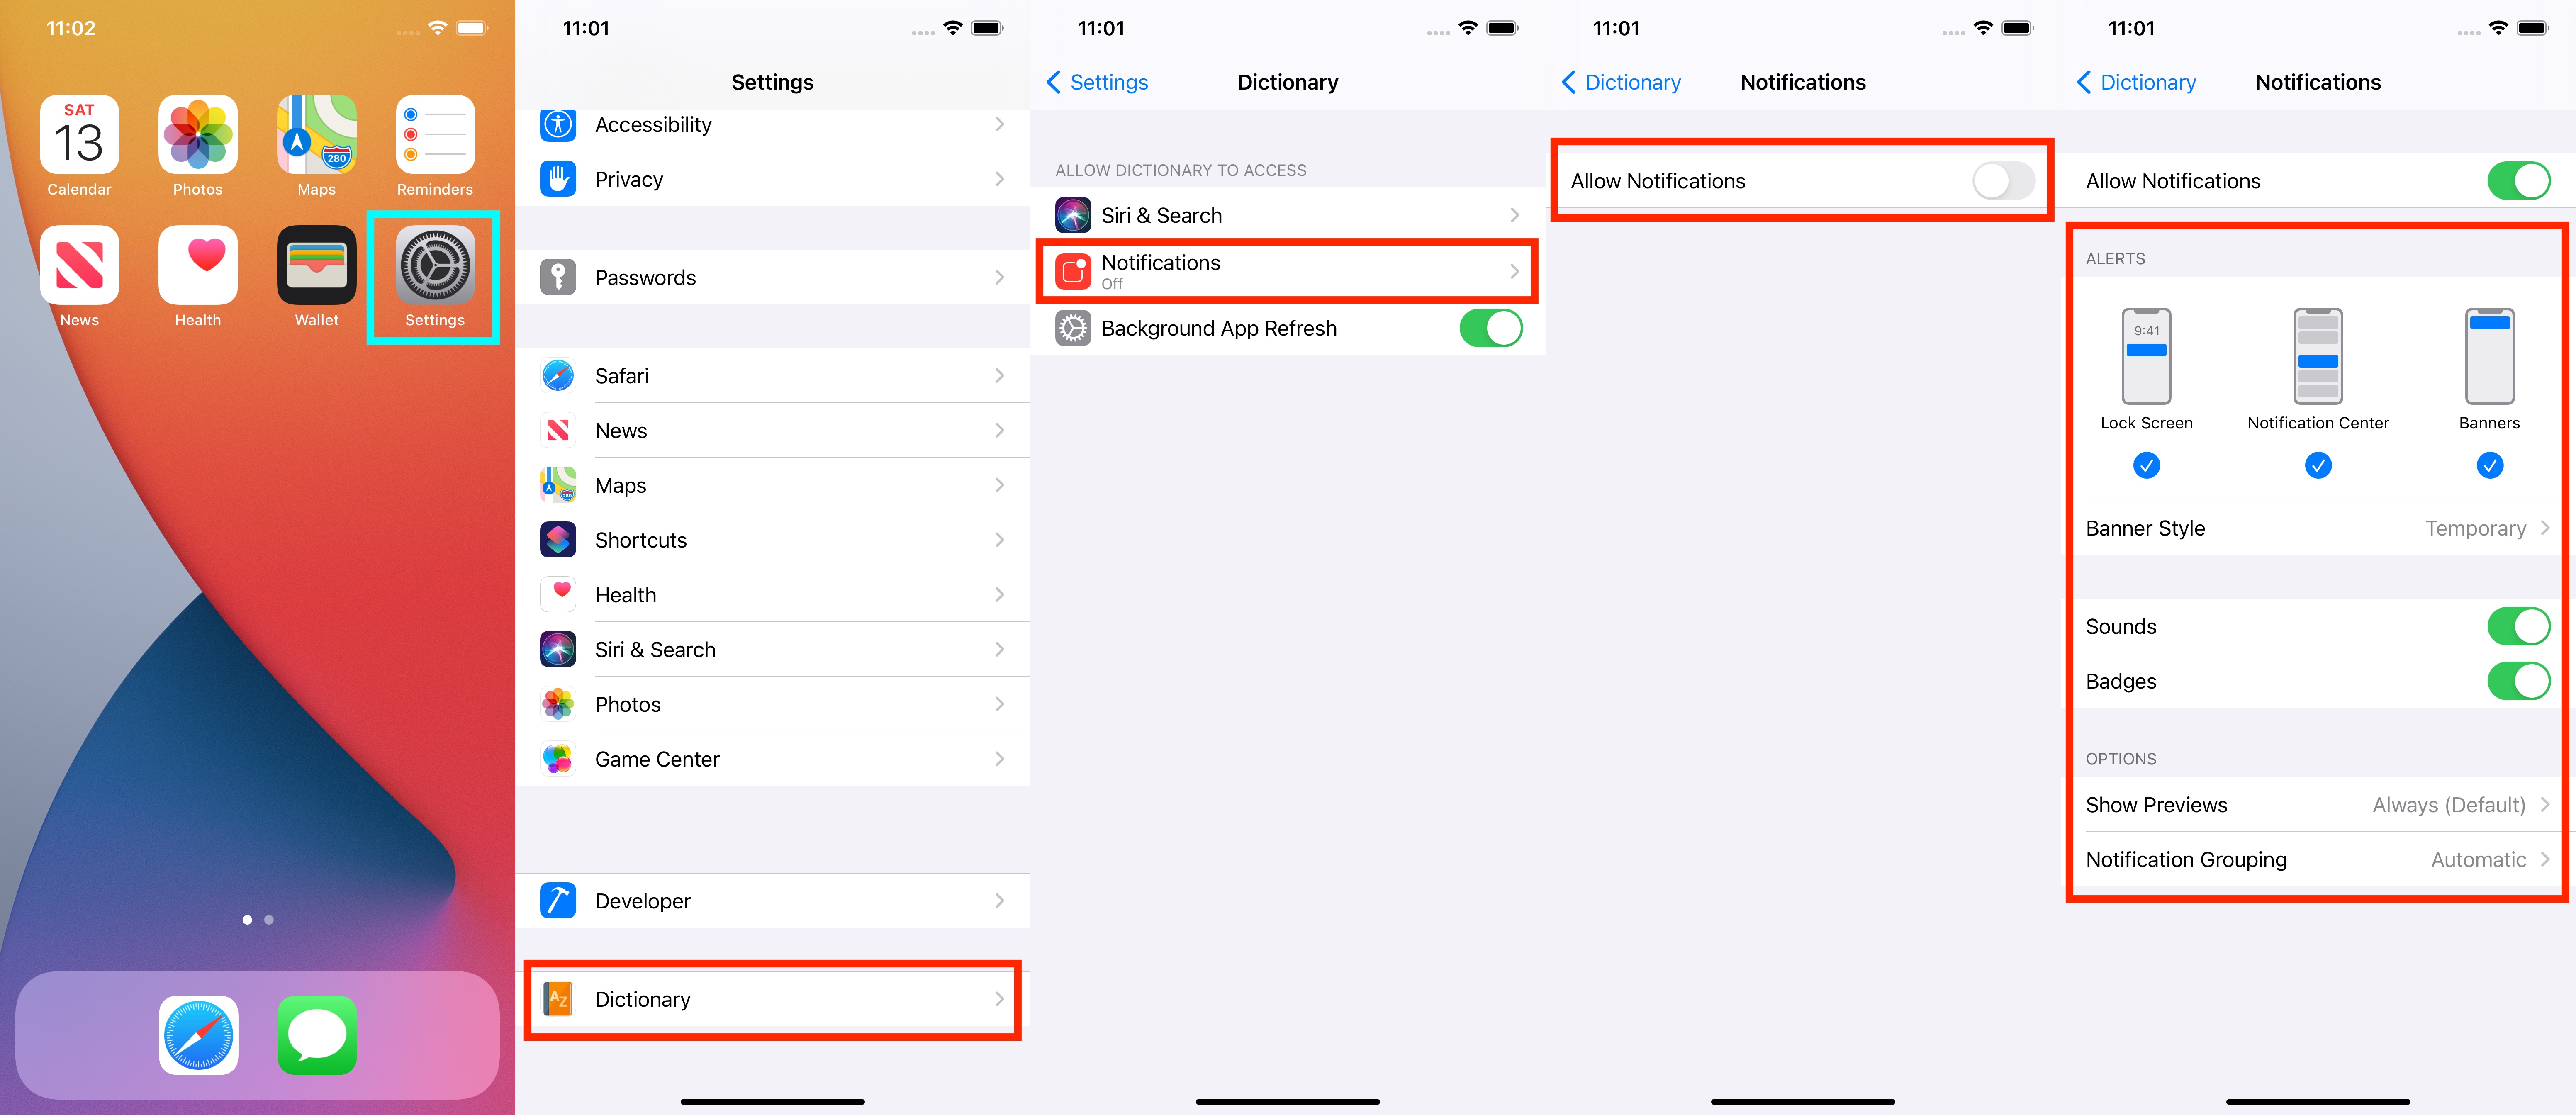 11:02
SAT
13
280
Calendar
Photos
Maps
Reminders
News
Health
Wallet
Settings
11:01
Settings
Accessibility
Privacy
Passwords
Safari
News
Maps
Shortcuts
Health
Siri & Search
Photos
Game Center
Developer
AZ
Dictionary
11:01
Settings
Dictionary
ALLOW DICTIONARY TO ACCESS
Siri & Search
Notifications
Off
Background App Refresh
11:01
Dictionary
Notifications
Allow Notifications
11:01
Dictionary
Notifications
Allow Notifications
ALERTS
9:41
Lock Screen
Notification Center
Banners
Banner Style
Temporary
Sounds
Badges
OPTIONS
Show Previews
Always (Default)
Notification Grouping
Automatic